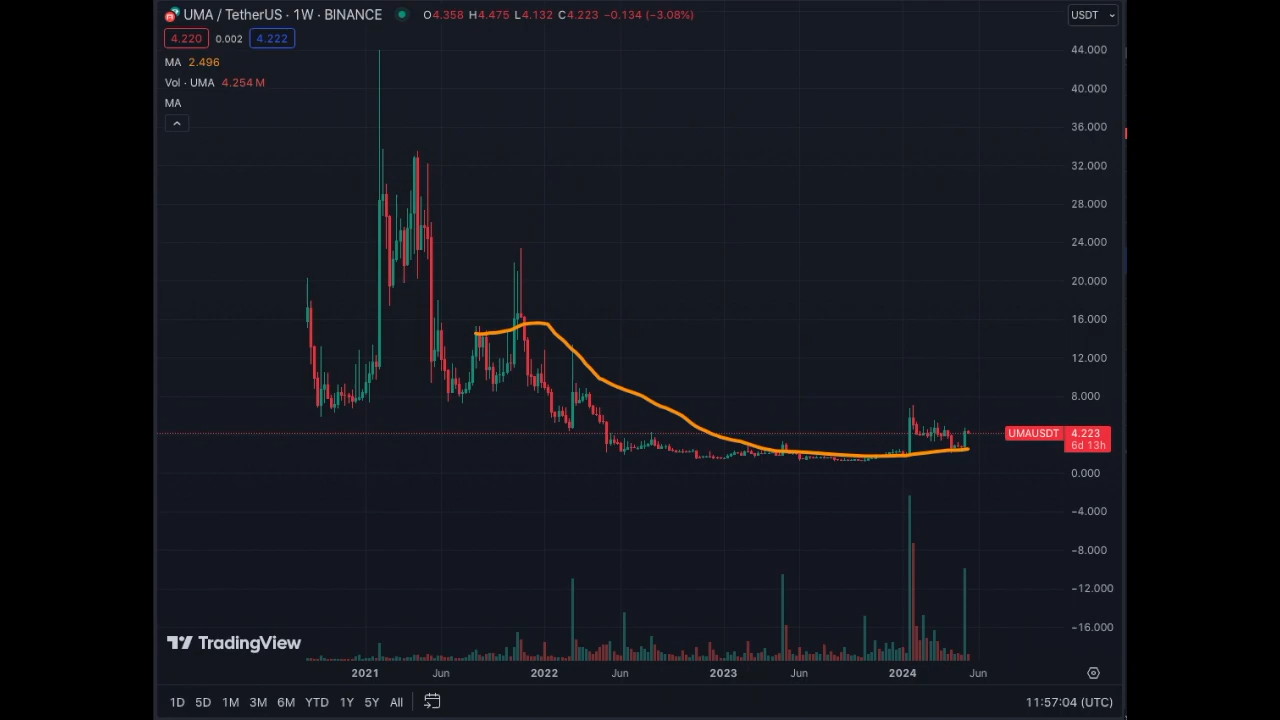 UMA / TetherUS · 1W · BINANCE O4.358 H4.475 L4.132 C4.223 −0.134 (−3.08%) USDT
4.220 0.002 4.222
MA 2.496
Vol · UMA 4.254 M
MA
44.000
40.000
36.000
32.000
28.000
24.000
20.000
16.000
12.000
8.000
UMAUSDT 4.223
6d 13h
0.000
−4.000
−8.000
−12.000
−16.000
TradingView
2021 Jun 2022 Jun 2023 Jun 2024 Jun
1D 5D 1M 3M 6M YTD 1Y 5Y All 11:57:04 (UTC)